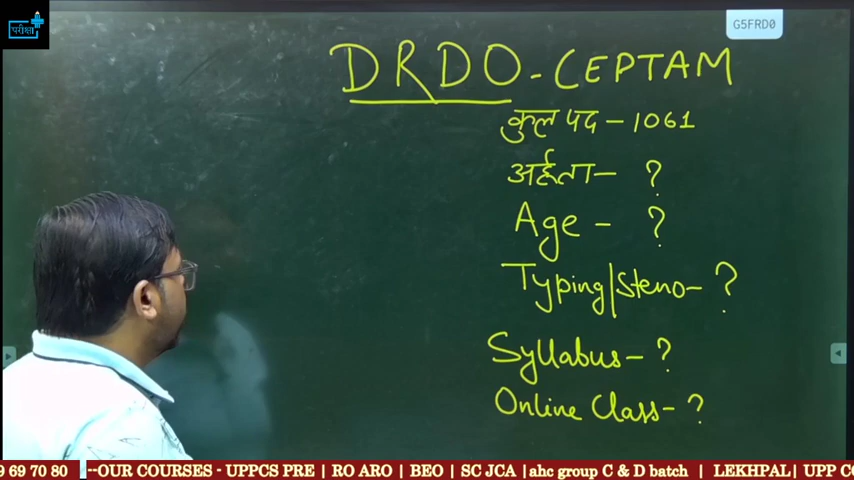 परीक्षा
G5FRD0
DRDO - CEPTAM
कुल पद - 1061
अर्हता - ?
Age - ?
Typing/Steno - ?
Syllabus - ?
Online Class - ?
9 69 70 80 --OUR COURSES - UPPCS PRE | RO ARO | BEO | SC JCA | ahc group C & D batch | LEKHPAL| UPP CO